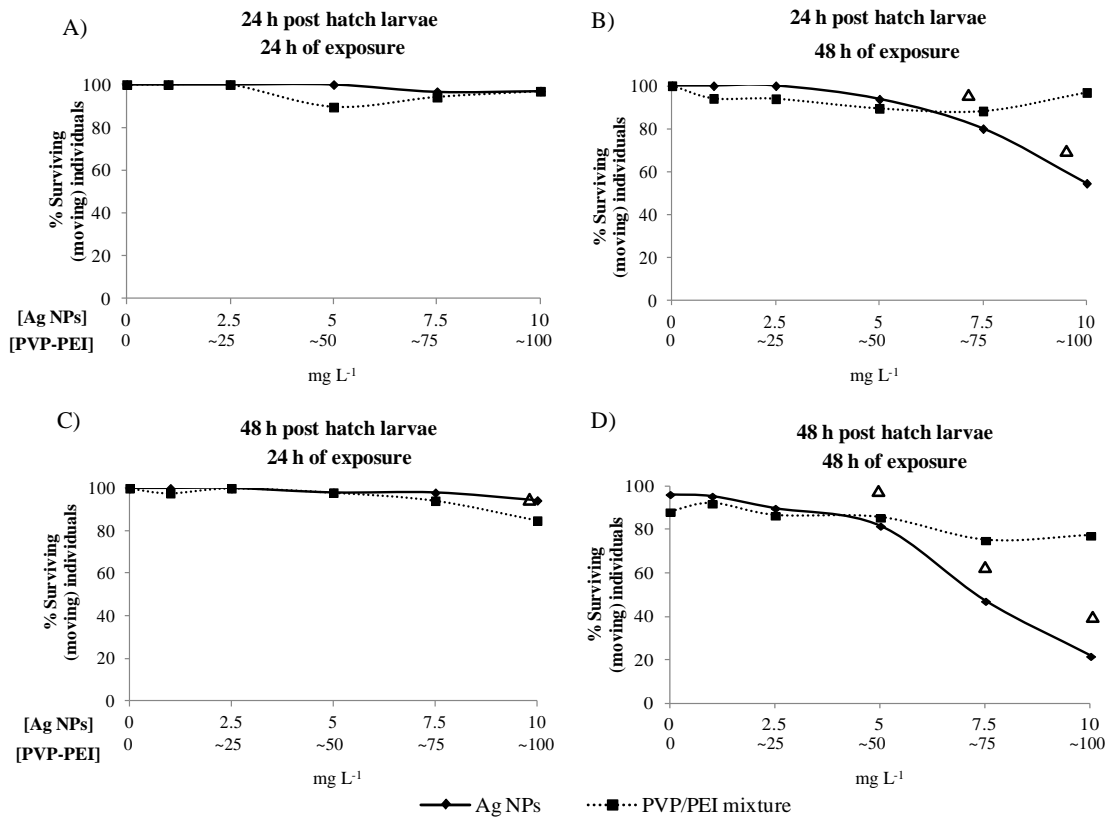 A)
24 h post hatch larvae
24 h of exposure
% Surviving
(moving) individuals
100
80
60
40
20
0
[Ag NPs] 0 2.5 5 7.5 10
[PVP-PEI] 0 ~25 ~50 ~75 ~100
mg L-1
B)
24 h post hatch larvae
48 h of exposure
% Surviving
(moving) individuals
100
80
60
40
20
0
0 2.5 5 7.5 10
0 ~25 ~50 ~75 ~100
mg L-1
C)
48 h post hatch larvae
24 h of exposure
% Surviving
(moving) individuals
100
80
60
40
20
0
[Ag NPs] 0 2.5 5 7.5 10
[PVP-PEI] 0 ~25 ~50 ~75 ~100
mg L-1
D)
48 h post hatch larvae
48 h of exposure
% Surviving
(moving) individuals
100
80
60
40
20
0
0 2.5 5 7.5 10
0 ~25 ~50 ~75 ~100
mg L-1
Ag NPs PVP/PEI mixture